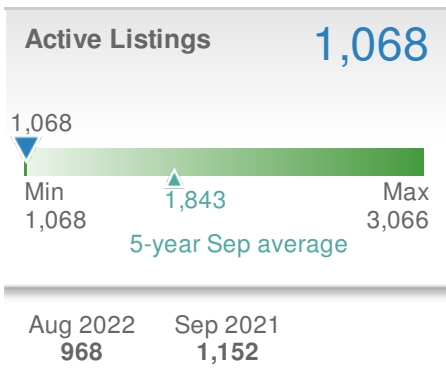 Active Listings 1,068
1,068
Min 1,843 Max
1,068 3,066
5-year Sep average
Aug 2022 Sep 2021
968 1,152